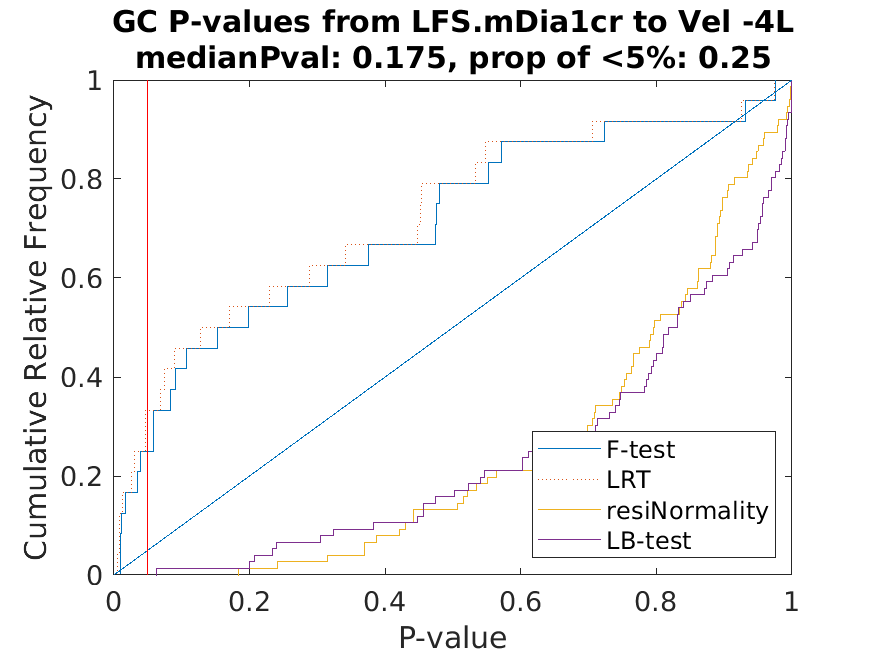 GC P-values from LFS.mDia1cr to Vel -4L
medianPval: 0.175, prop of <5%: 0.25
1
0.8
0.6
0.4
0.2
0
Cumulative Relative Frequency
F-test
LRT
resiNormality
LB-test
0
0.2
0.4
0.6
0.8
1
P-value